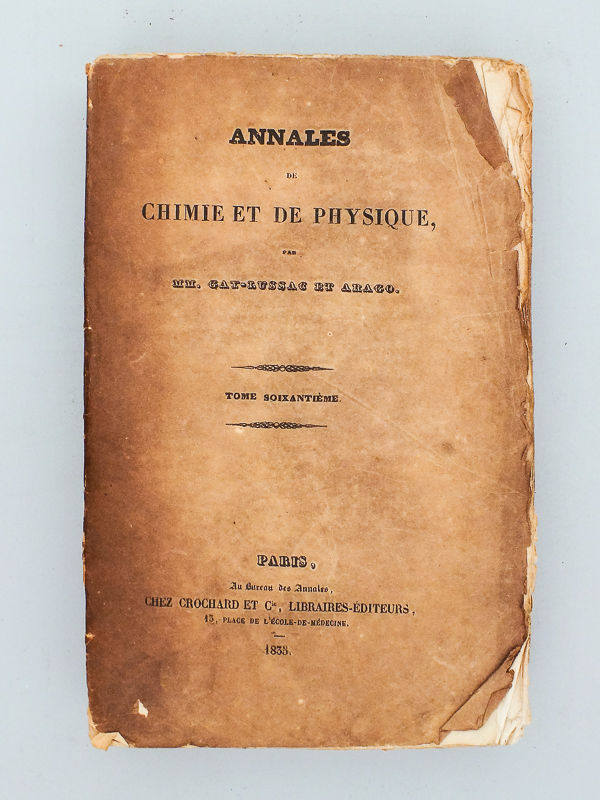 ANNALES
DE
CHIMIE ET DE PHYSIQUE,
PAR
MM. GAY-LUSSAC ET ARAGO.
TOME SOIXANTIÈME.
PARIS,
Au Bureau des Annales,
CHEZ CROCHARD ET Cie, LIBRAIRES-ÉDITEURS,
13, PLACE DE L'ÉCOLE-DE-MÉDECINE.
1835.